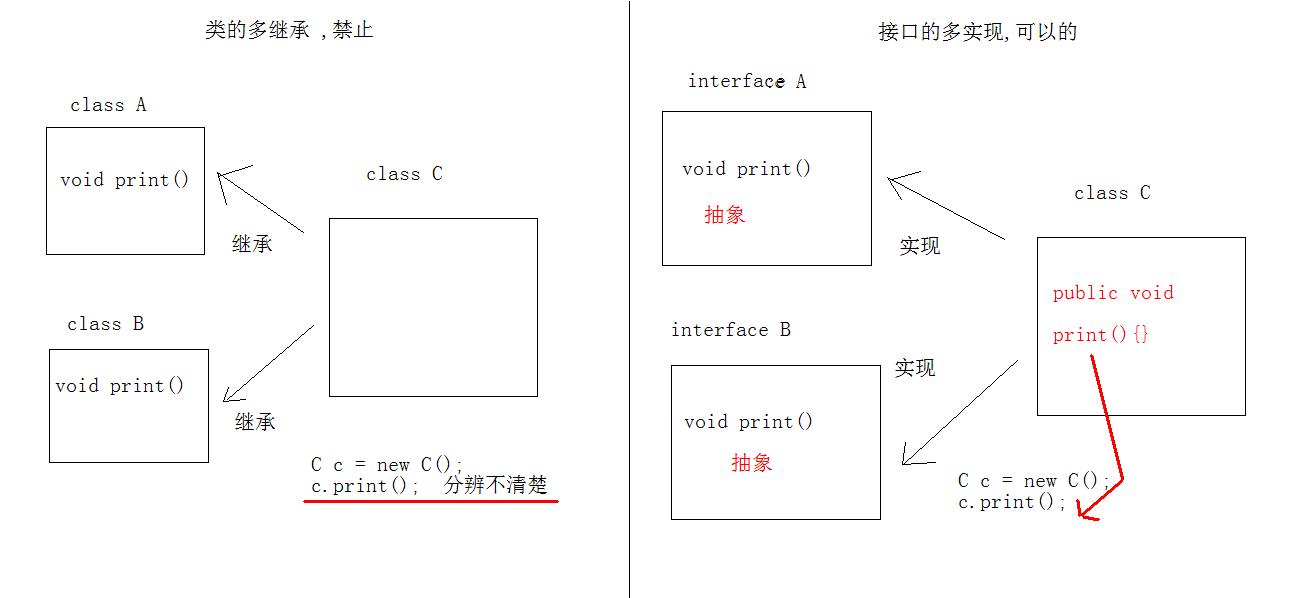 类的多继承 ,禁止
class A
void print()
class C
继承
class B
void print()
继承
C c = new C();
c.print(); 分辨不清楚
接口的多实现,可以的
interface A
void print()
抽象
class C
实现
public void
print(){}
interface B
实现
void print()
抽象
C c = new C();
c.print();